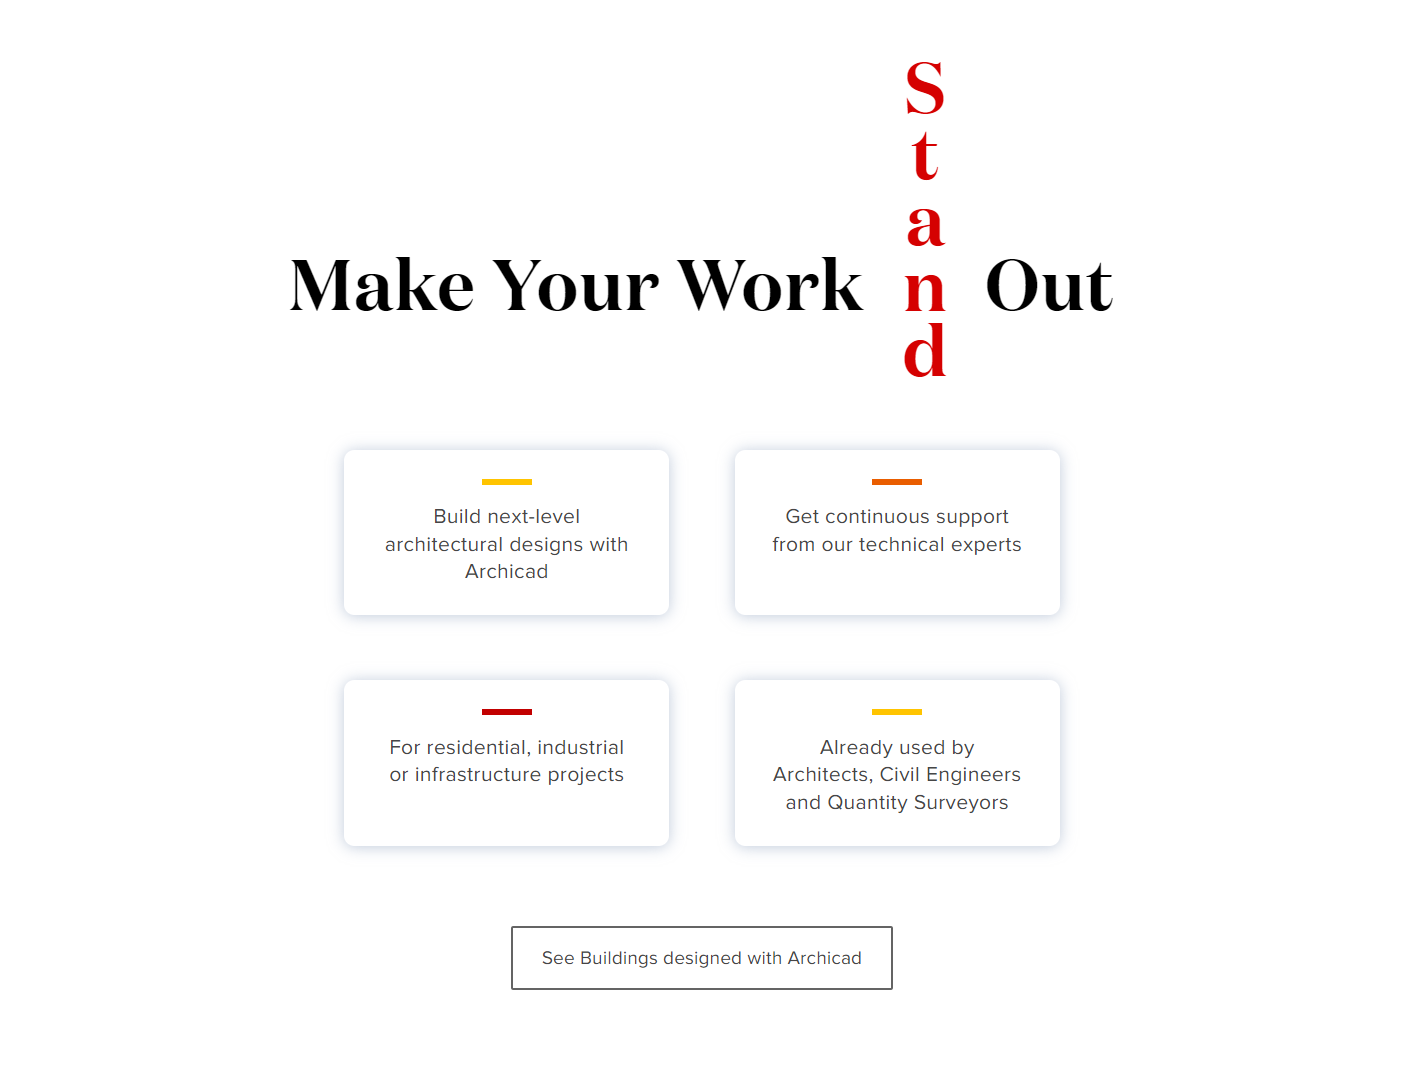 Make Your Work Stand Out
Build next-level
architectural designs with
Archicad
Get continuous support
from our technical experts
For residential, industrial
or infrastructure projects
Already used by
Architects, Civil Engineers
and Quantity Surveyors
See Buildings designed with Archicad